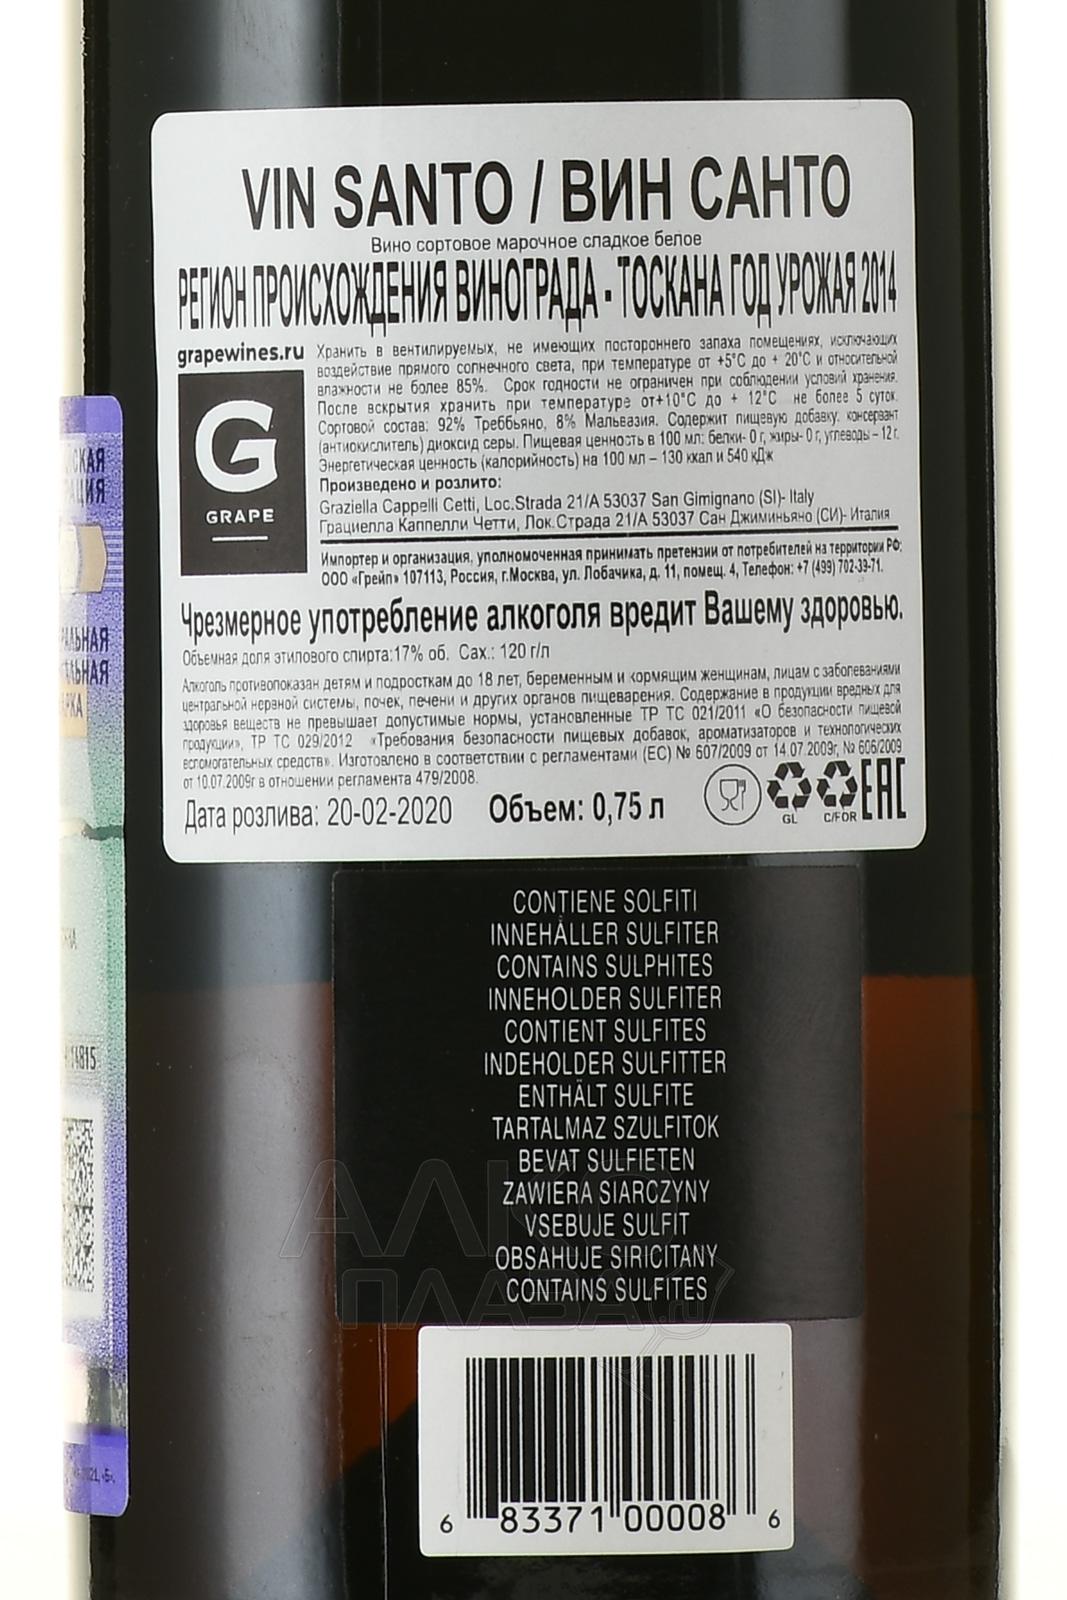 VIN SANTO / ВИН САНТО
Вино сортовое марочное сладкое белое
РЕГИОН ПРОИСХОЖДЕНИЯ ВИНОГРАДА - ТОСКАНА ГОД УРОЖАЯ 2014
grapewines.ru
G
GRAPE
Хранить в вентилируемых, не имеющих постороннего запаха помещениях, исключающих
воздействие прямого солнечного света, при температуре от +5°С до + 20°С и относительной
влажности не более 85%. Срок годности не ограничен при соблюдении условий хранения.
После вскрытия хранить при температуре от+10°С до + 12°С не более 5 суток.
Сортовой состав: 92% Треббьяно, 8% Мальвазия. Содержит пищевую добавку, консервант
(антиокислитель) диоксид серы. Пищевая ценность в 100 мл: белки- 0 г, жиры- 0 г, углеводы – 12 г.
Энергетическая ценность (калорийность) на 100 мл – 130 ккал и 540 кДж
Произведено и розлито:
Graziella Cappelli Cetti, Loc.Strada 21/A 53037 San Gimignano (SI)- Italy
Грациелла Каппелли Четти, Лок.Страда 21/А 53037 Сан Джиминьяно (СИ)- Италия
Импортер и организация, уполномоченная принимать претензии от потребителей на территории РФ:
ООО «Грейп» 107113, Россия, г.Москва, ул. Лобачика, д. 11, помещ. 4, Телефон: +7 (499) 702-39-71.
Чрезмерное употребление алкоголя вредит Вашему здоровью.
Объемная доля этилового спирта:17% об. Сах.: 120 г/л
Алкоголь противопоказан детям и подросткам до 18 лет, беременным и кормящим женщинам, лицам с заболеваниями
центральной нервной системы, почек, печени и других органов пищеварения. Содержание в продукции вредных для
здоровья веществ не превышает допустимые нормы, установленные ТР ТС 021/2011 «О безопасности пищевой
продукции», ТР ТС 029/2012 «Требования безопасности пищевых добавок, ароматизаторов и технологических
вспомогательных средств». Изготовлено в соответствии с регламентами (ЕС) № 607/2009 от 14.07.2009г, № 606/2009
от 10.07.2009г в отношении регламента 479/2008.
Дата розлива: 20-02-2020 Объем: 0,75 л
GL C/FOR EAC
CONTIENE SOLFITI
INNEHÅLLER SULFITER
CONTAINS SULPHITES
INNEHOLDER SULFITER
CONTIENT SULFITES
INDEHOLDER SULFITTER
ENTHÄLT SULFITE
TARTALMAZ SZULFITOK
BEVAT SULFIETEN
ZAWIERA SIARCZYNY
VSEBUJE SULFIT
OBSAHUJE SIRICITANY
CONTAINS SULFITES
АЛКО
ПЛАЗА.ru
6 83371 00008 6